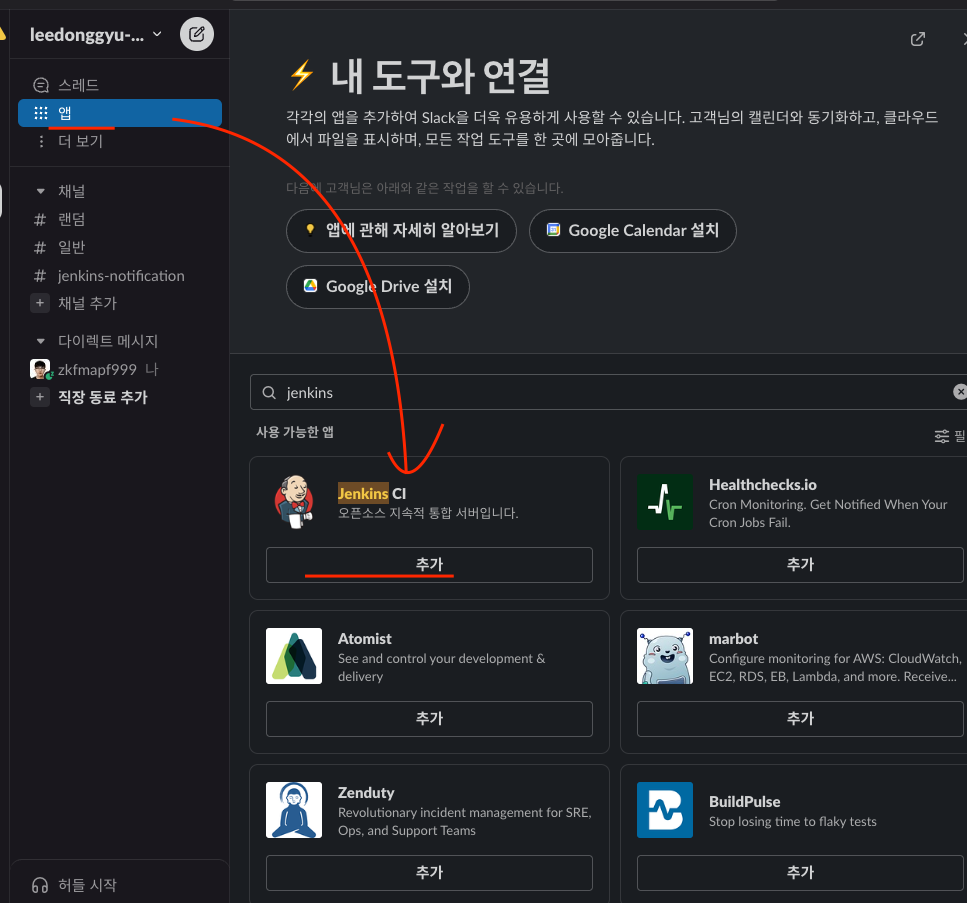 leedonggyu-...
스레드
앱
더 보기
채널
랜덤
일반
jenkins-notification
채널 추가
다이렉트 메시지
zkfmapf999 나
직장 동료 추가
허들 시작
내 도구와 연결
각각의 앱을 추가하여 Slack을 더욱 유용하게 사용할 수 있습니다. 고객님의 캘린더와 동기화하고, 클라우드
에서 파일을 표시하며, 모든 작업 도구를 한 곳에 모아줍니다.
다음에 고객님은 아래와 같은 작업을 할 수 있습니다.
앱에 관해 자세히 알아보기
Google Calendar 설치
Google Drive 설치
jenkins
사용 가능한 앱
필
Jenkins CI
오픈소스 지속적 통합 서버입니다.
추가
Healthchecks.io
Cron Monitoring. Get Notified When Your
Cron Jobs Fail.
추가
Atomist
See and control your development &
delivery
추가
marbot
Configure monitoring for AWS: CloudWatch,
EC2, RDS, EB, Lambda, and more. Receive...
추가
Zenduty
Revolutionary incident management for SRE,
Ops, and Support Teams
추가
BuildPulse
Stop losing time to flaky tests
추가